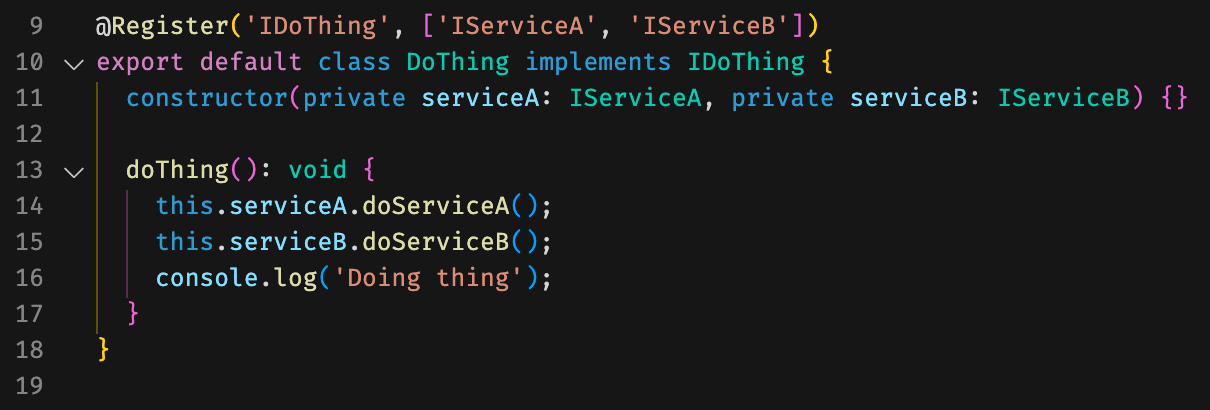 9 @Register('IDoThing', ['IServiceA', 'IServiceB'])
10 export default class DoThing implements IDoThing {
11 constructor(private serviceA: IServiceA, private serviceB: IServiceB) {}
12
13 doThing(): void {
14 this.serviceA.doServiceA();
15 this.serviceB.doServiceB();
16 console.log('Doing thing');
17 }
18 }
19